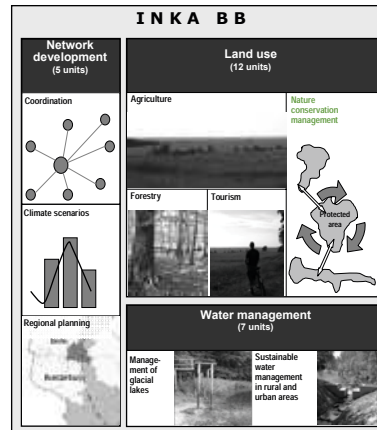 INKA BB
Network
development
(5 units)
Coordination
Climate scenarios
Regional planning
Land use
(12 units)
Agriculture
Forestry
Tourism
Nature
conservation
management
Protected
area
Water management
(7 units)
Manage-
ment of
glacial
lakes
Sustainable
water
management
in rural and
urban areas